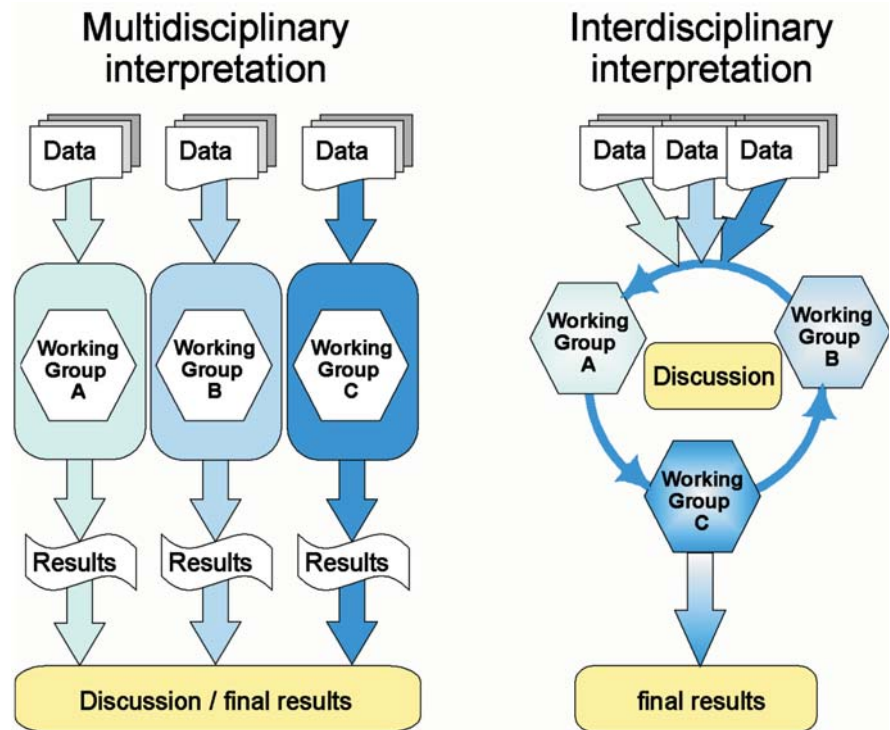 Multidisciplinary
interpretation
Data
Data
Data
Working
Group
A
Working
Group
B
Working
Group
C
Results
Results
Results
Discussion / final results
Interdisciplinary
interpretation
Data
Data
Data
Working
Group
A
Working
Group
B
Discussion
Working
Group
C
final results